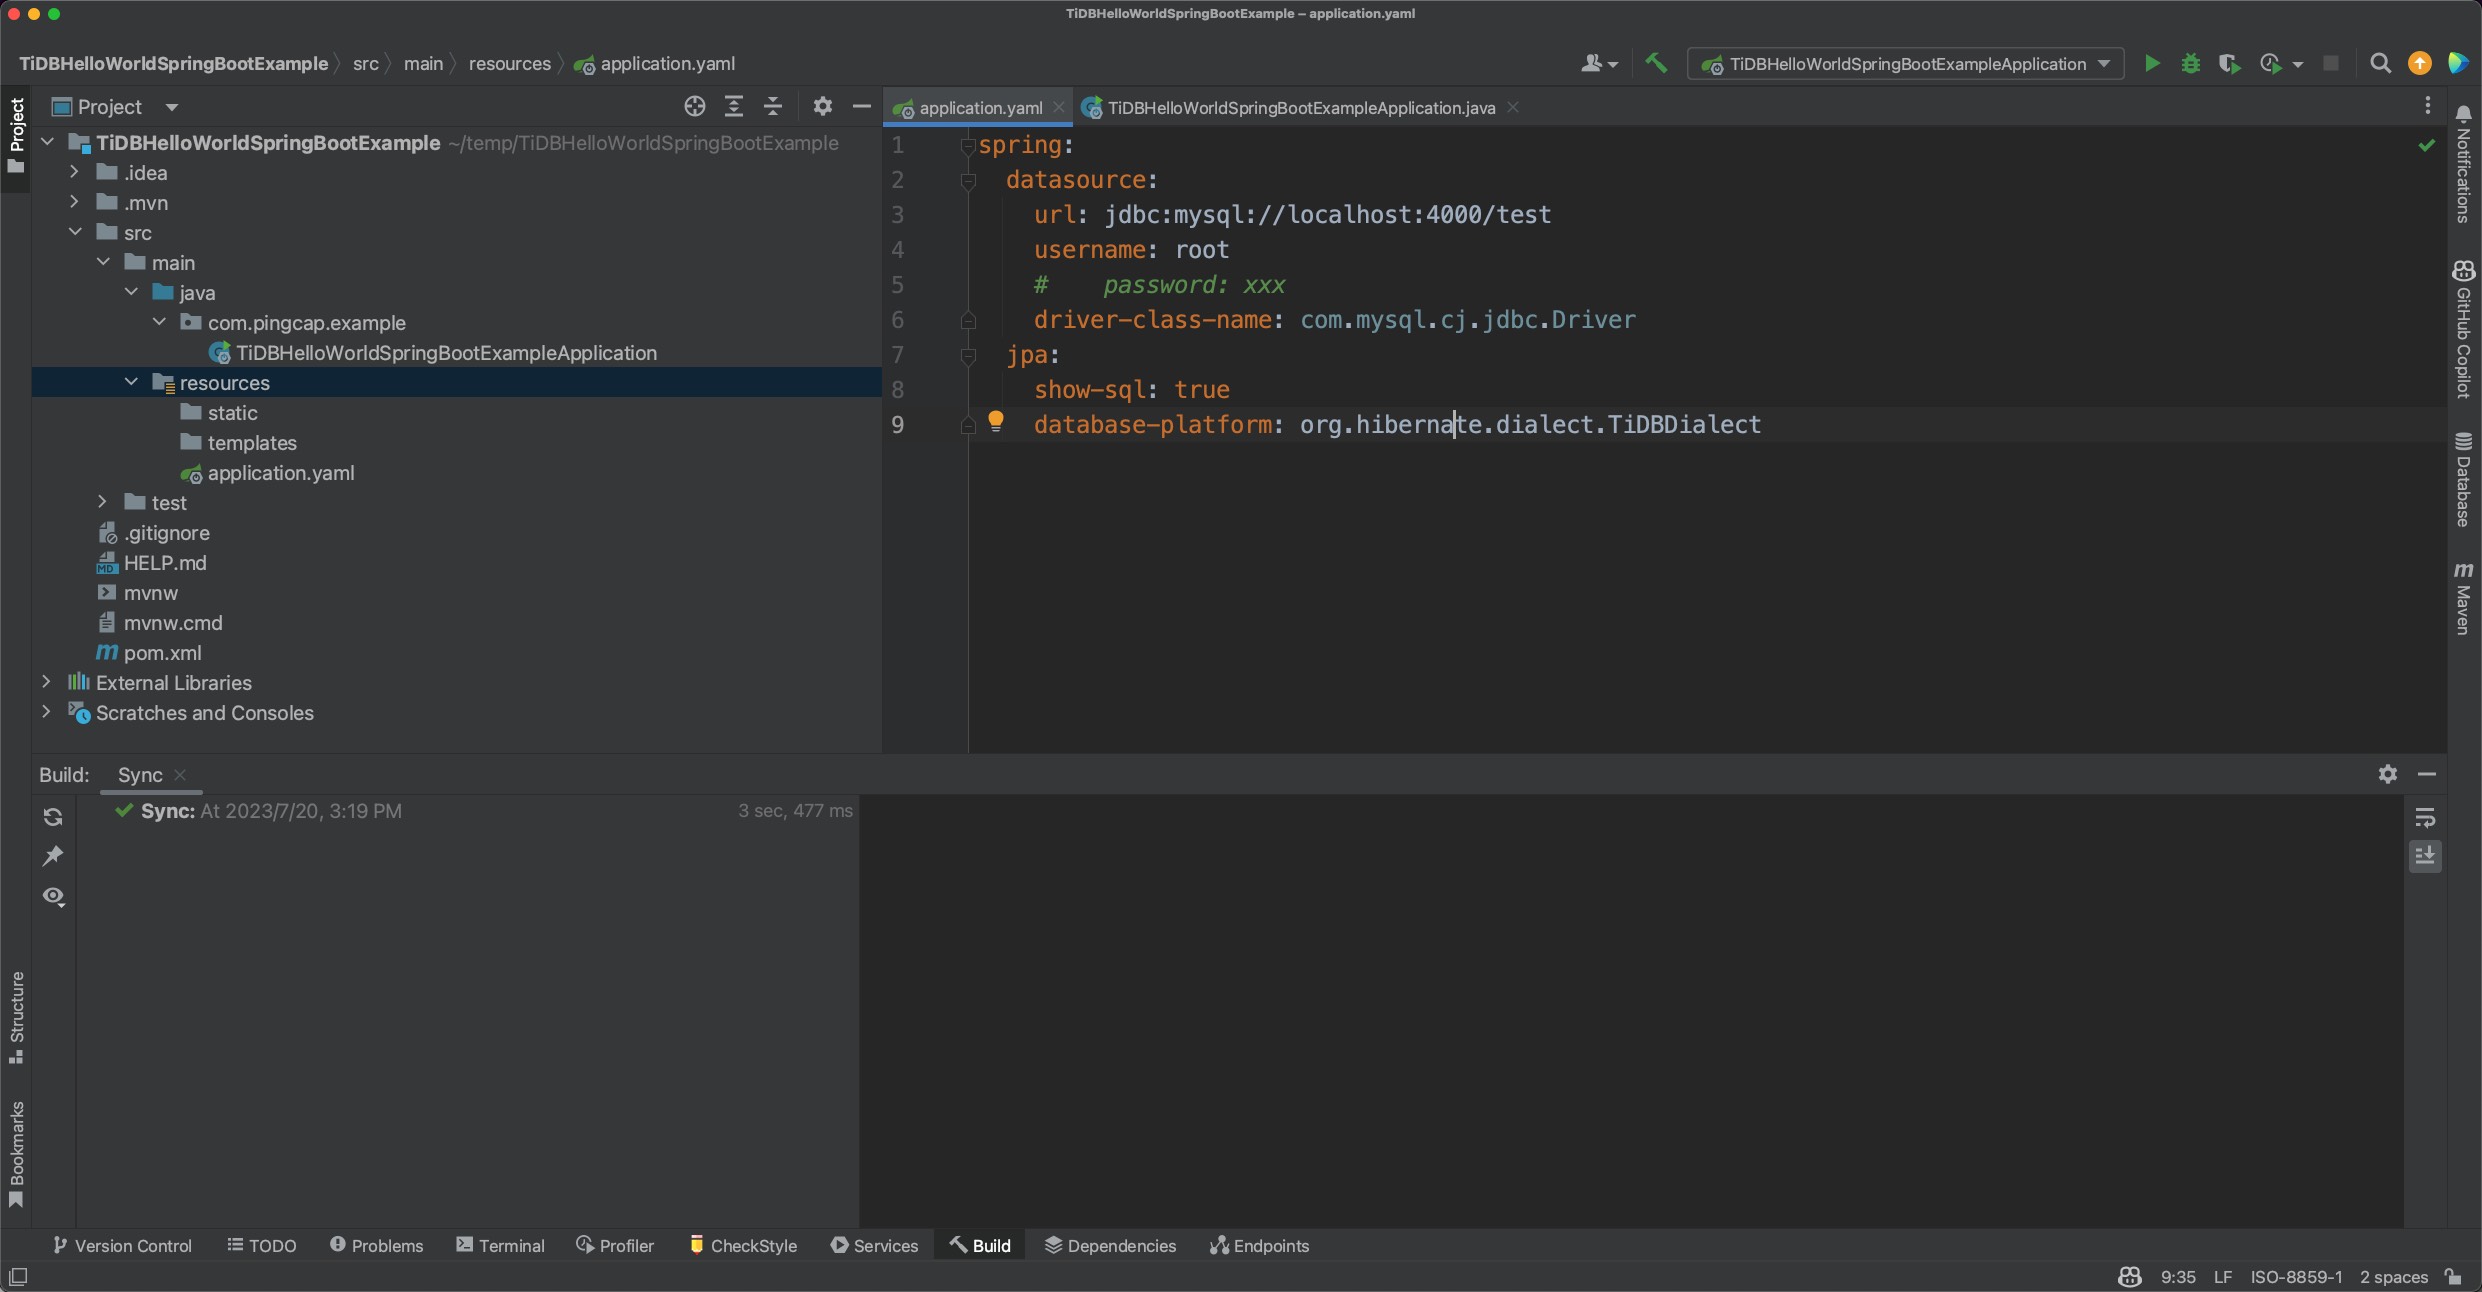 TiDBHelloWorldSpringBootExample – application.yaml
TiDBHelloWorldSpringBootExample src main resources application.yaml
TiDBHelloWorldSpringBootExampleApplication
Project
Project
application.yaml
TiDBHelloWorldSpringBootExampleApplication.java
TiDBHelloWorldSpringBootExample ~/temp/TiDBHelloWorldSpringBootExample
.idea
.mvn
src
main
java
com.pingcap.example
TiDBHelloWorldSpringBootExampleApplication
resources
static
templates
application.yaml
test
.gitignore
MD HELP.md
mvnw
mvnw.cmd
m pom.xml
External Libraries
Scratches and Consoles
1 spring:
2 datasource:
3 url: jdbc:mysql://localhost:4000/test
4 username: root
5 # password: xxx
6 driver-class-name: com.mysql.cj.jdbc.Driver
7 jpa:
8 show-sql: true
9 database-platform: org.hibernate.dialect.TiDBDialect
Notifications
GitHub Copilot
Database
m Maven
Build: Sync
Sync: At 2023/7/20, 3:19 PM 3 sec, 477 ms
Structure
Bookmarks
Version Control TODO Problems Terminal Profiler CheckStyle Services Build Dependencies Endpoints
9:35 LF ISO-8859-1 2 spaces